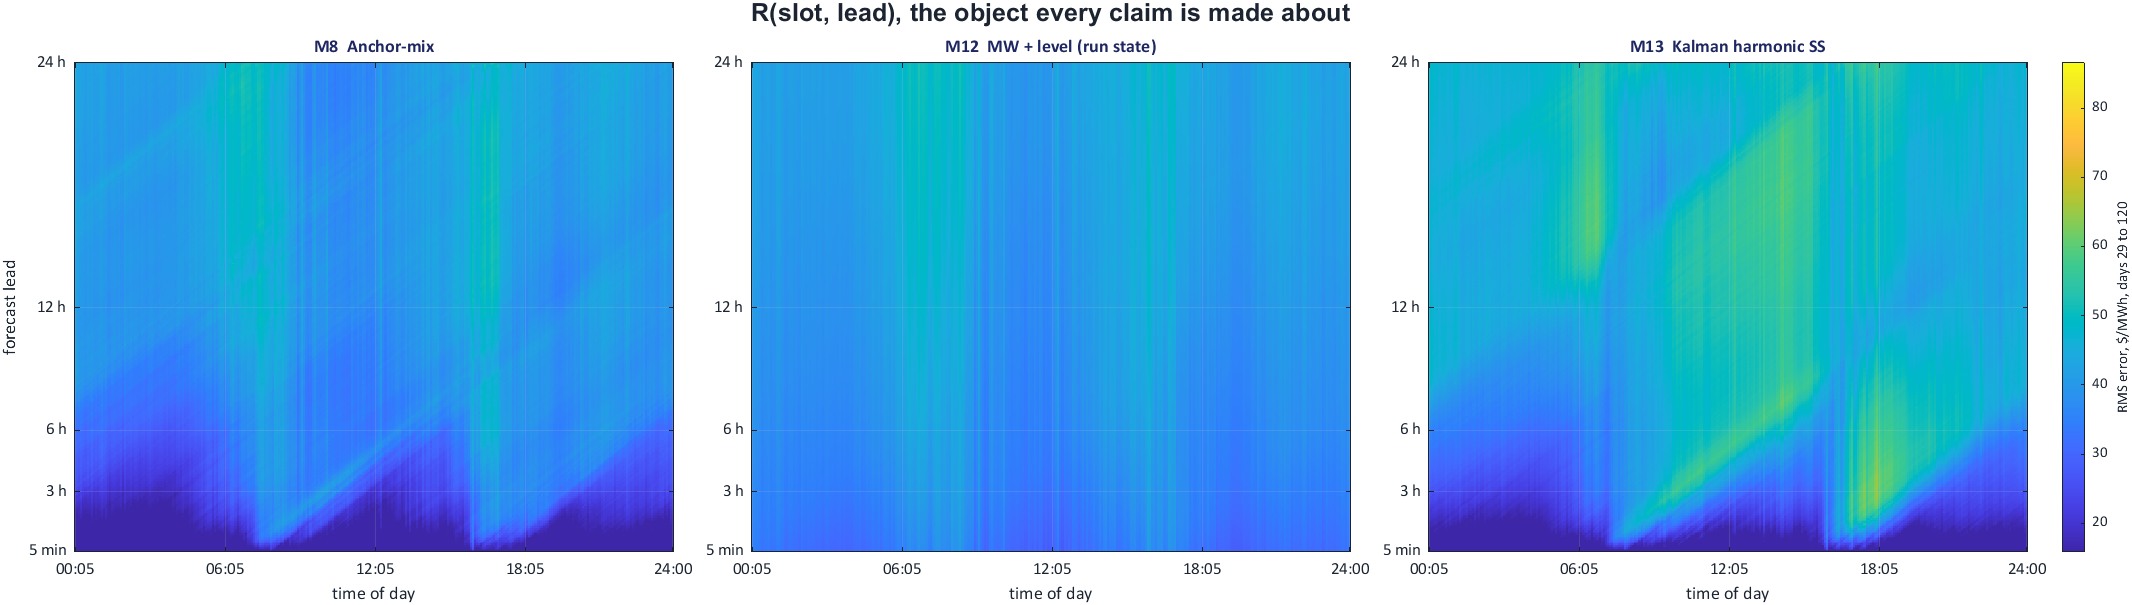 R(slot, lead), the object every claim is made about
M8 Anchor-mix
24 h
12 h
6 h
3 h
5 min
forecast lead
00:05 06:05 12:05 18:05 24:00
time of day
M12 MW + level (run state)
24 h
12 h
6 h
3 h
5 min
00:05 06:05 12:05 18:05 24:00
time of day
M13 Kalman harmonic SS
24 h
12 h
6 h
3 h
5 min
00:05 06:05 12:05 18:05 24:00
time of day
80
70
60
50
40
30
20
RMS error, $/MWh, days 29 to 120